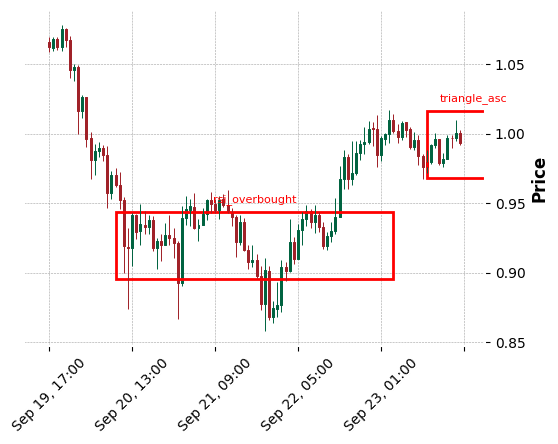 triangle_asc
rsi_overbought
1.05
1.00
0.95
0.90
0.85
Price
Sep 19, 17:00
Sep 20, 13:00
Sep 21, 09:00
Sep 22, 05:00
Sep 23, 01:00